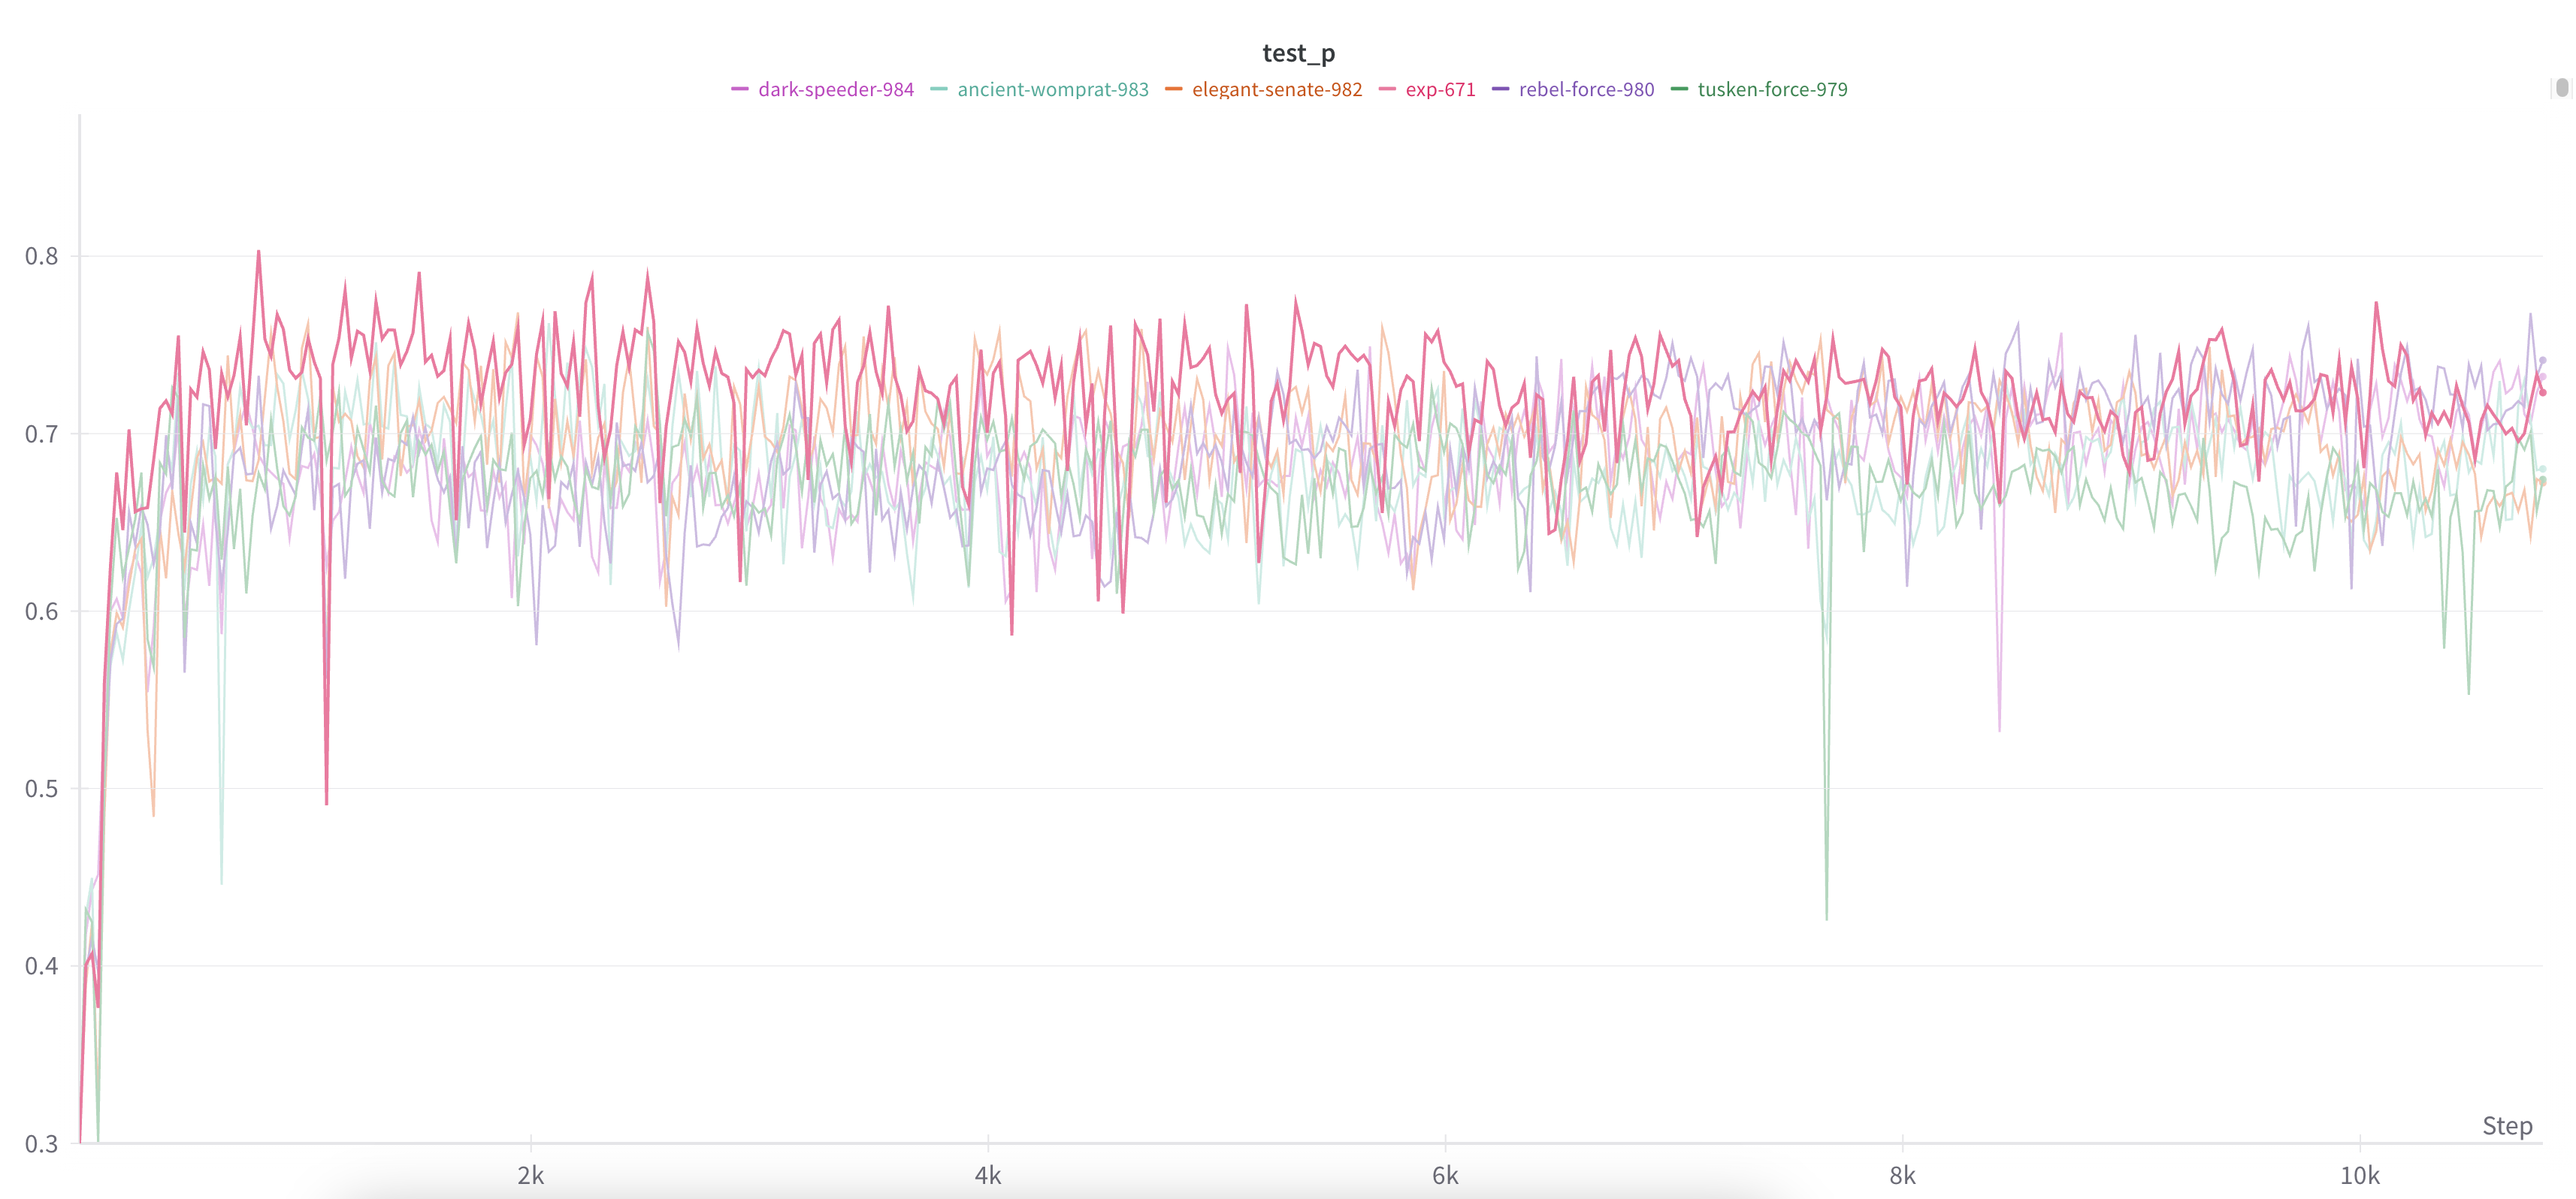 test_p
dark-speeder-984 ancient-womprat-983 elegant-senate-982 exp-671 rebel-force-980 tusken-force-979
0.8
0.7
0.6
0.5
0.4
0.3
Step
2k 4k 6k 8k 10k